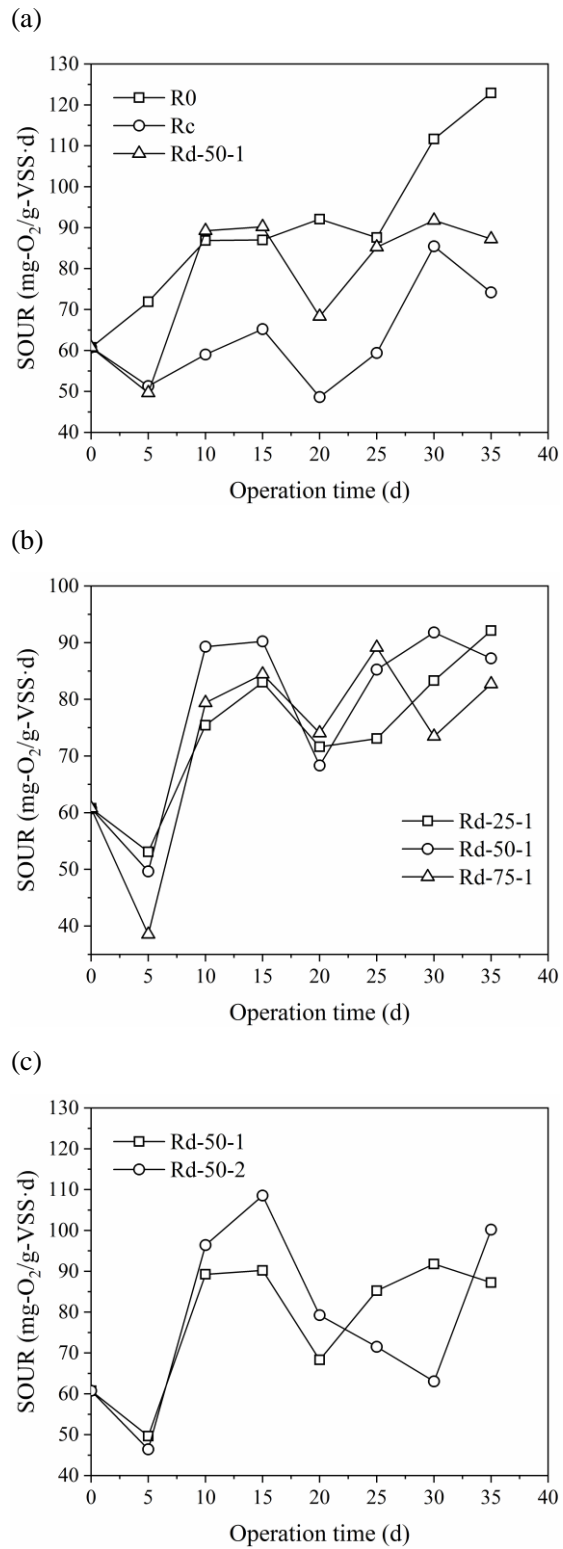 (a)
130
120
110
100
90
80
70
60
50
40
SOUR (mg-O₂/g-VSS·d)
R0
Rc
Rd-50-1
0 5 10 15 20 25 30 35 40
Operation time (d)
(b)
100
90
80
70
60
50
40
SOUR (mg-O₂/g-VSS·d)
Rd-25-1
Rd-50-1
Rd-75-1
0 5 10 15 20 25 30 35 40
Operation time (d)
(c)
130
120
110
100
90
80
70
60
50
40
SOUR (mg-O₂/g-VSS·d)
Rd-50-1
Rd-50-2
0 5 10 15 20 25 30 35 40
Operation time (d)